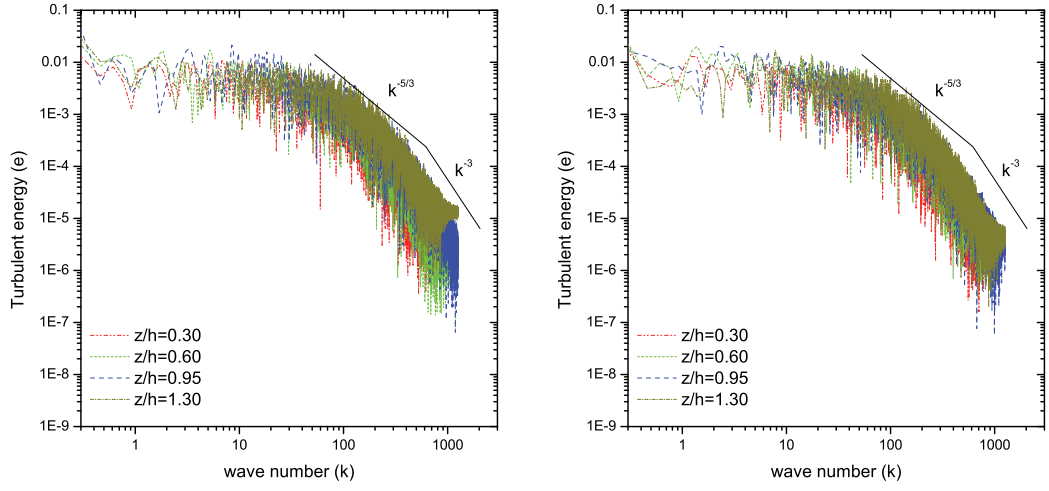 0.1
0.01
1E-3
1E-4
1E-5
1E-6
1E-7
1E-8
1E-9
Turbulent energy (e)
k-5/3
k-3
z/h=0.30
z/h=0.60
z/h=0.95
z/h=1.30
1 10 100 1000
wave number (k)
0.1
0.01
1E-3
1E-4
1E-5
1E-6
1E-7
1E-8
1E-9
Turbulent energy (e)
k-5/3
k-3
z/h=0.30
z/h=0.60
z/h=0.95
z/h=1.30
1 10 100 1000
wave number (k)